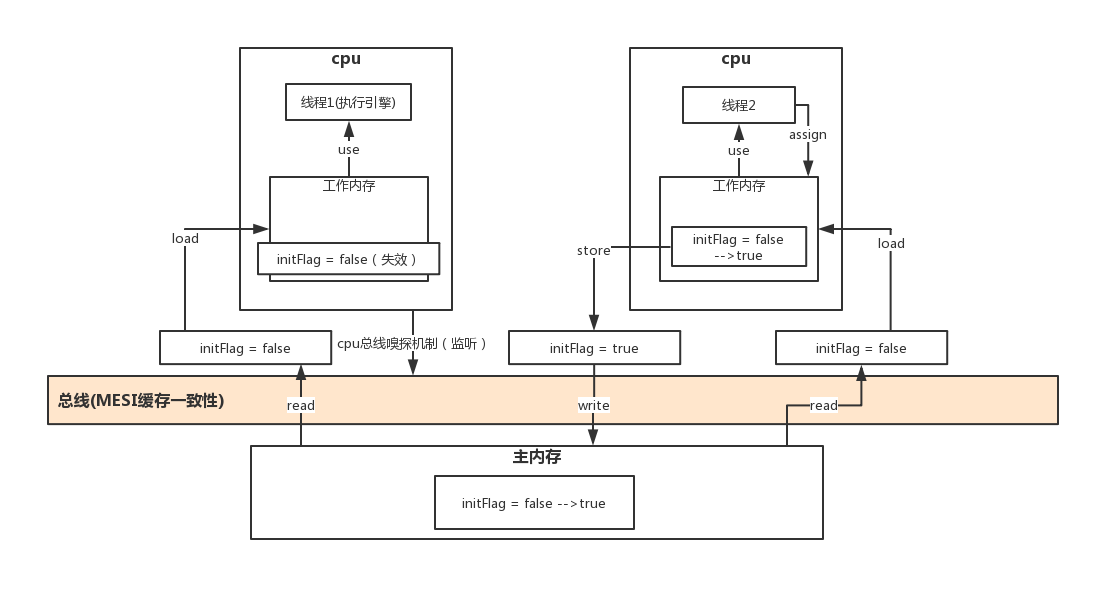 cpu
线程1(执行引擎)
use
工作内存
load
initFlag = false ( 失效 )
initFlag = false
cpu总线嗅探机制 ( 监听 )
cpu
线程2
assign
use
工作内存
initFlag = false
-->true
store
load
initFlag = true
initFlag = false
总线(MESI缓存一致性)
read
write
read
主内存
initFlag = false -->true